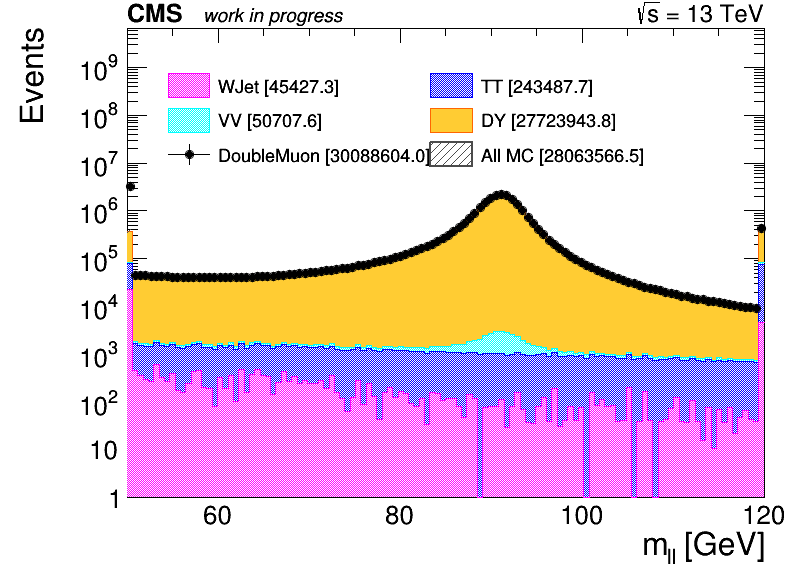 CMS work in progress √s = 13 TeV
Events
WJet [45427.3] TT [243487.7]
VV [50707.6] DY [27723943.8]
DoubleMuon [30088604.0] All MC [28063566.5]
10⁹
10⁸
10⁷
10⁶
10⁵
10⁴
10³
10²
10
1
60 80 100 120
m_ll [GeV]